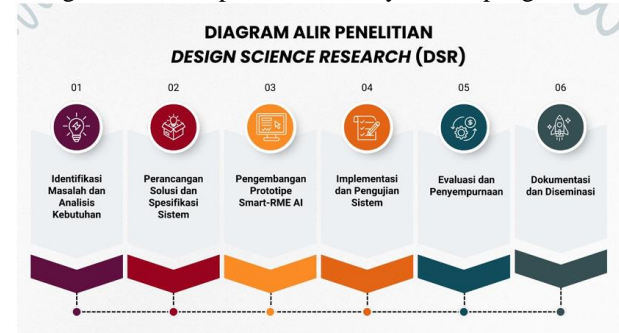 DIAGRAM ALIR PENELITIAN
DESIGN SCIENCE RESEARCH (DSR)
01
02
03
04
05
06
Identifikasi
Masalah dan
Analisis
Kebutuhan
Perancangan
Solusi dan
Spesifikasi
Sistem
Pengembangan
Prototipe
Smart-RME AI
Implementasi
dan Pengujian
Sistem
Evaluasi dan
Penyempurnaan
Dokumentasi
dan Diseminasi